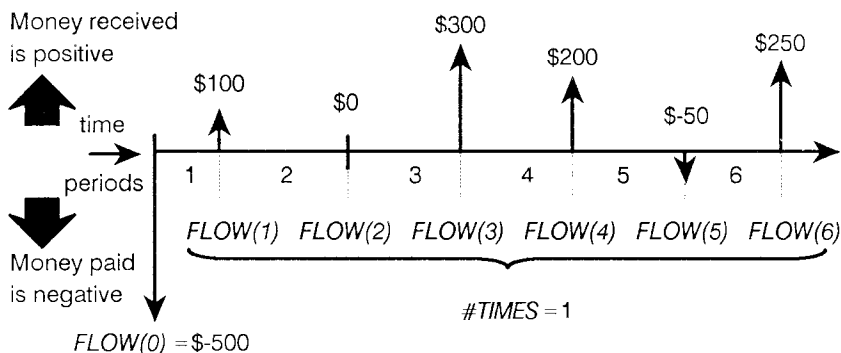 Money received
is positive
$300
$200
$250
$100
$0
$-50
time
periods
1 2 3 4 5 6
FLOW(1) FLOW(2) FLOW(3) FLOW(4) FLOW(5) FLOW(6)
Money paid
is negative
#TIMES = 1
FLOW(0) = $-500